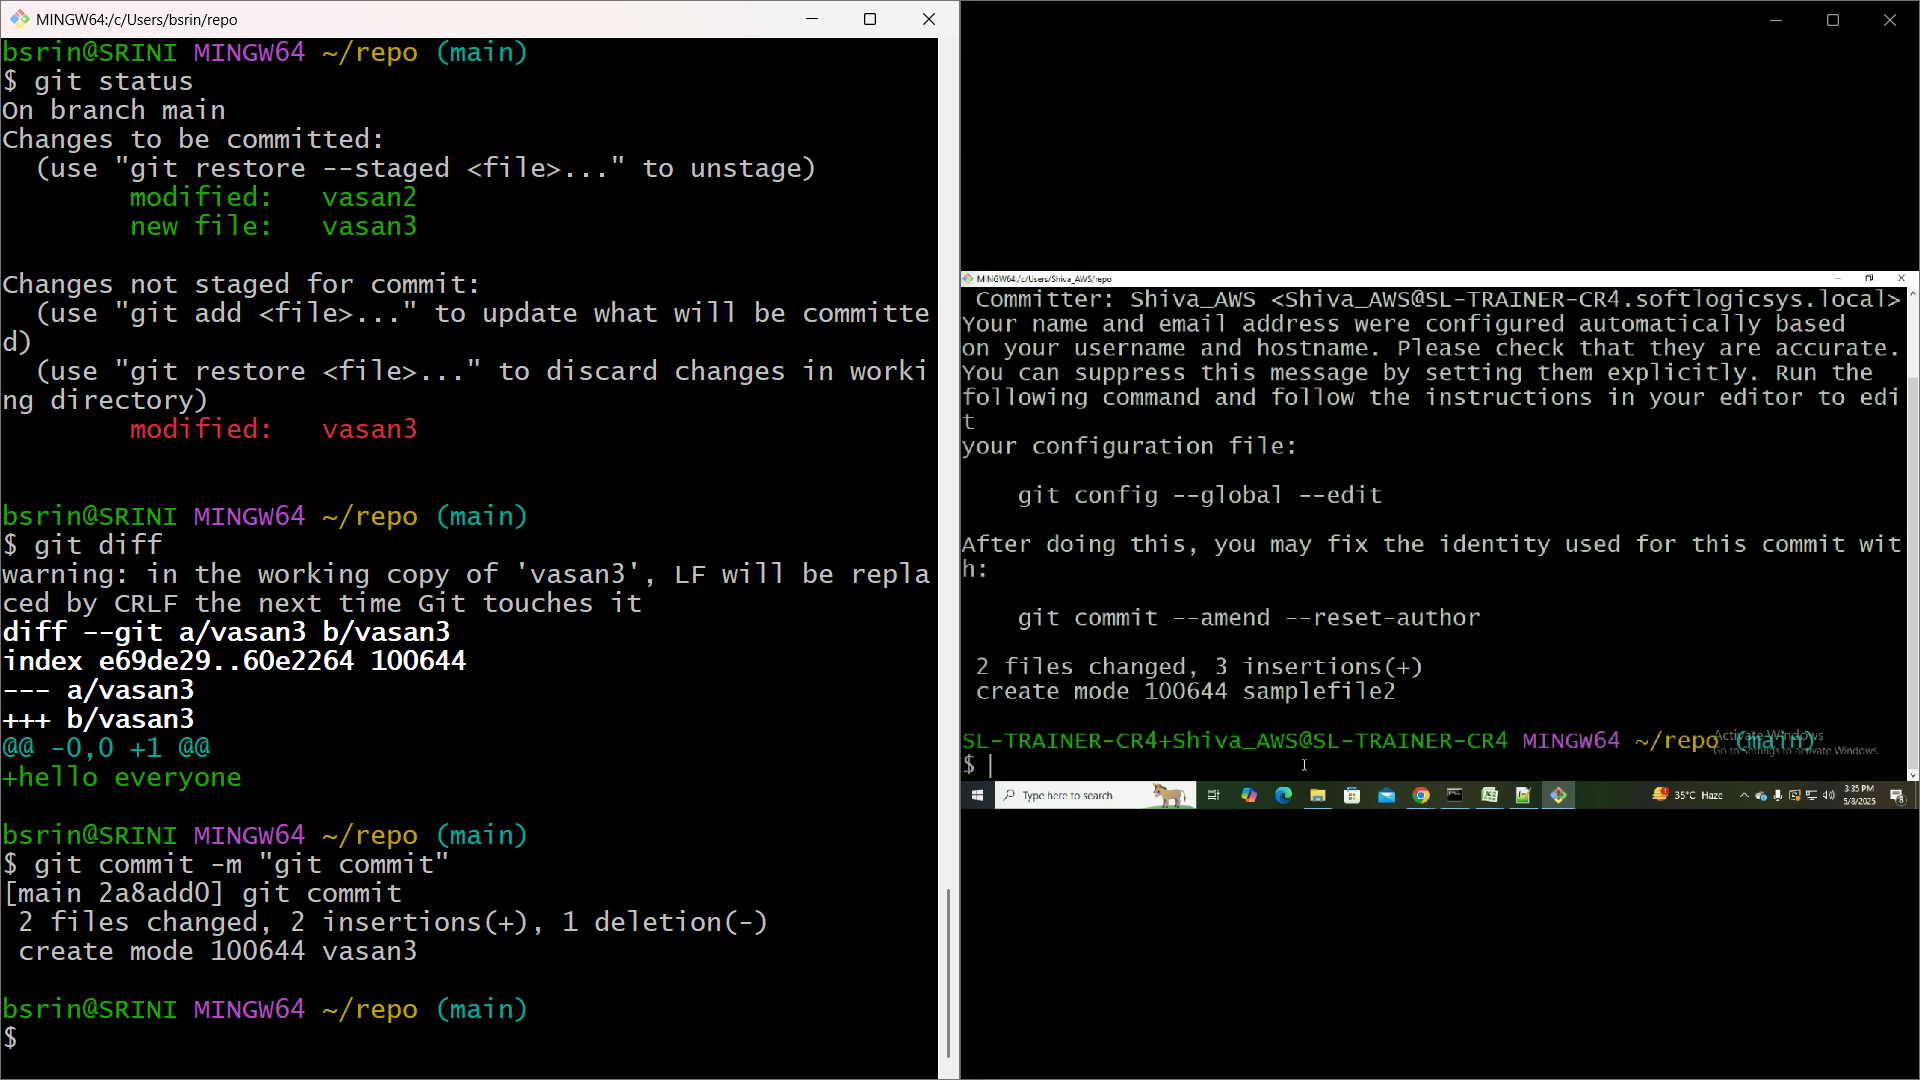 MINGW64:/c/Users/bsrin/repo
bsrin@SRINI MINGW64 ~/repo (main)
$ git status
On branch main
Changes to be committed:
  (use "git restore --staged <file>..." to unstage)
        modified:   vasan2
        new file:   vasan3
Changes not staged for commit:
  (use "git add <file>..." to update what will be committe
d)
  (use "git restore <file>..." to discard changes in worki
ng directory)
        modified:   vasan3
bsrin@SRINI MINGW64 ~/repo (main)
$ git diff
warning: in the working copy of 'vasan3', LF will be repla
ced by CRLF the next time Git touches it
diff --git a/vasan3 b/vasan3
index e69de29..60e2264 100644
--- a/vasan3
+++ b/vasan3
@@ -0,0 +1 @@
+hello everyone
bsrin@SRINI MINGW64 ~/repo (main)
$ git commit -m "git commit"
[main 2a8add0] git commit
 2 files changed, 2 insertions(+), 1 deletion(-)
 create mode 100644 vasan3
bsrin@SRINI MINGW64 ~/repo (main)
$
MINGW64:/c/Users/Shiva_AWS/repo
 Committer: Shiva_AWS <Shiva_AWS@SL-TRAINER-CR4.softlogicsys.local>
Your name and email address were configured automatically based
on your username and hostname. Please check that they are accurate.
You can suppress this message by setting them explicitly. Run the
following command and follow the instructions in your editor to edi
t
your configuration file:
    git config --global --edit
After doing this, you may fix the identity used for this commit wit
h:
    git commit --amend --reset-author
 2 files changed, 3 insertions(+)
 create mode 100644 samplefile2
SL-TRAINER-CR4+Shiva_AWS@SL-TRAINER-CR4 MINGW64 ~/repo (main)
$
Activate Windows
Go to Settings to activate Windows.
Type here to search
35°C Haze
3:35 PM
5/8/2025
8